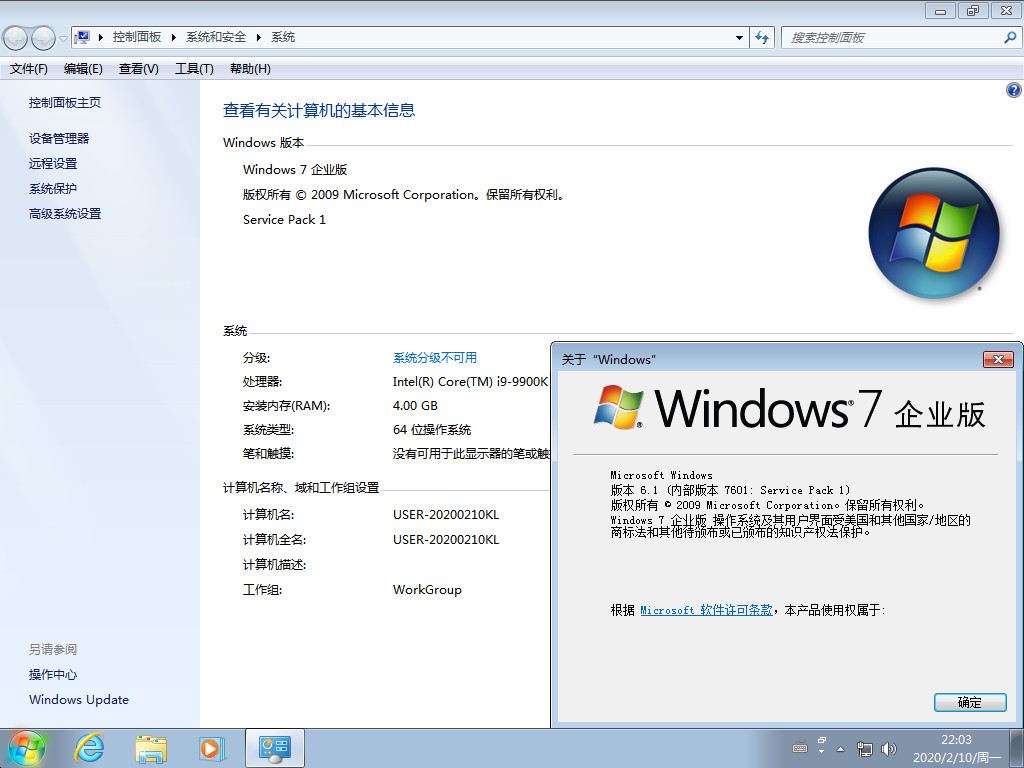 控制面板 ▸ 系统和安全 ▸ 系统
搜索控制面板
文件(F) 编辑(E) 查看(V) 工具(T) 帮助(H)
控制面板主页
设备管理器
远程设置
系统保护
高级系统设置
查看有关计算机的基本信息
Windows 版本
Windows 7 企业版
版权所有 © 2009 Microsoft Corporation。保留所有权利。
Service Pack 1
系统
分级: 系统分级不可用
处理器: Intel(R) Core(TM) i9-9900K
安装内存(RAM): 4.00 GB
系统类型: 64 位操作系统
笔和触摸: 没有可用于此显示器的笔或触
计算机名称、域和工作组设置
计算机名: USER-20200210KL
计算机全名: USER-20200210KL
计算机描述:
工作组: WorkGroup
另请参阅
操作中心
Windows Update
关于“Windows”
Windows 7 企业版
Microsoft Windows
版本 6.1 (内部版本 7601: Service Pack 1)
版权所有 © 2009 Microsoft Corporation。保留所有权利。
Windows 7 企业版 操作系统及其用户界面受美国和其他国家/地区的
商标法和其他待颁布或已颁布的知识产权法保护。
根据 Microsoft 软件许可条款，本产品使用权属于:
确定
22:03
2020/2/10/周一